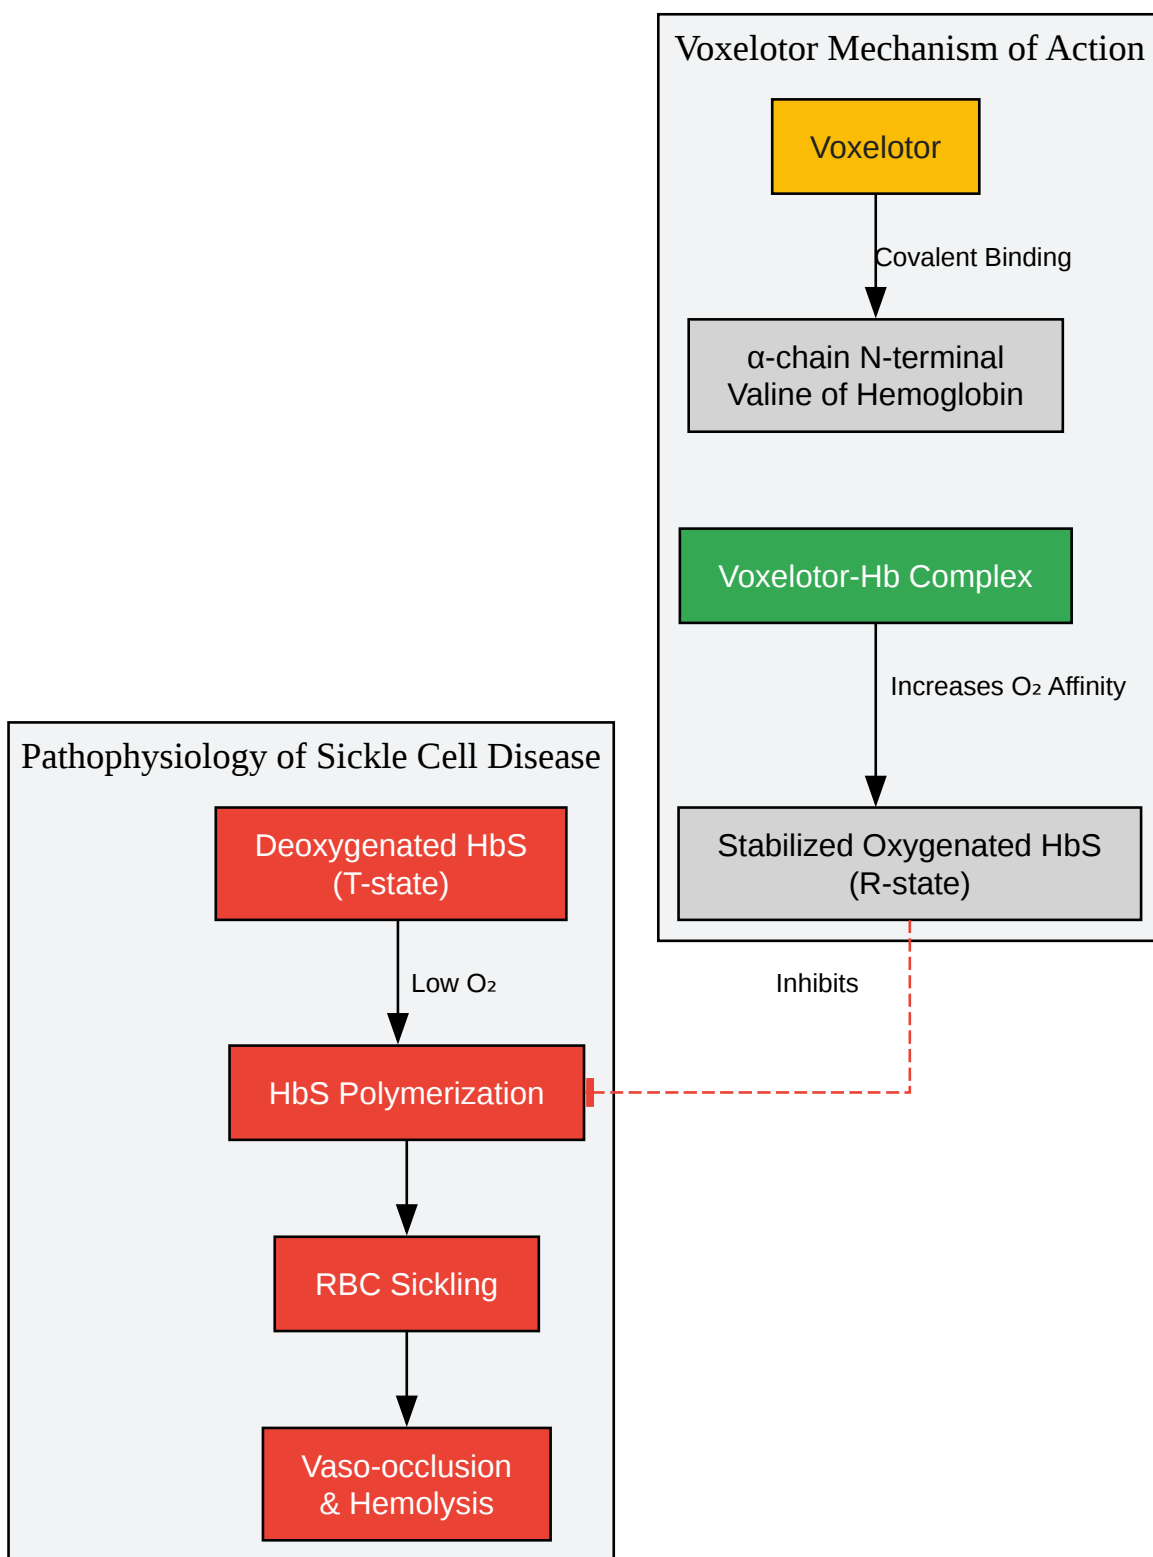 Voxelotor Mechanism of Action
Voxelotor
Covalent Binding
α-chain N-terminal
Valine of Hemoglobin
Voxelotor-Hb Complex
Increases O₂ Affinity
Stabilized Oxygenated HbS
(R-state)
Inhibits
Pathophysiology of Sickle Cell Disease
Deoxygenated HbS
(T-state)
Low O₂
HbS Polymerization
RBC Sickling
Vaso-occlusion
& Hemolysis